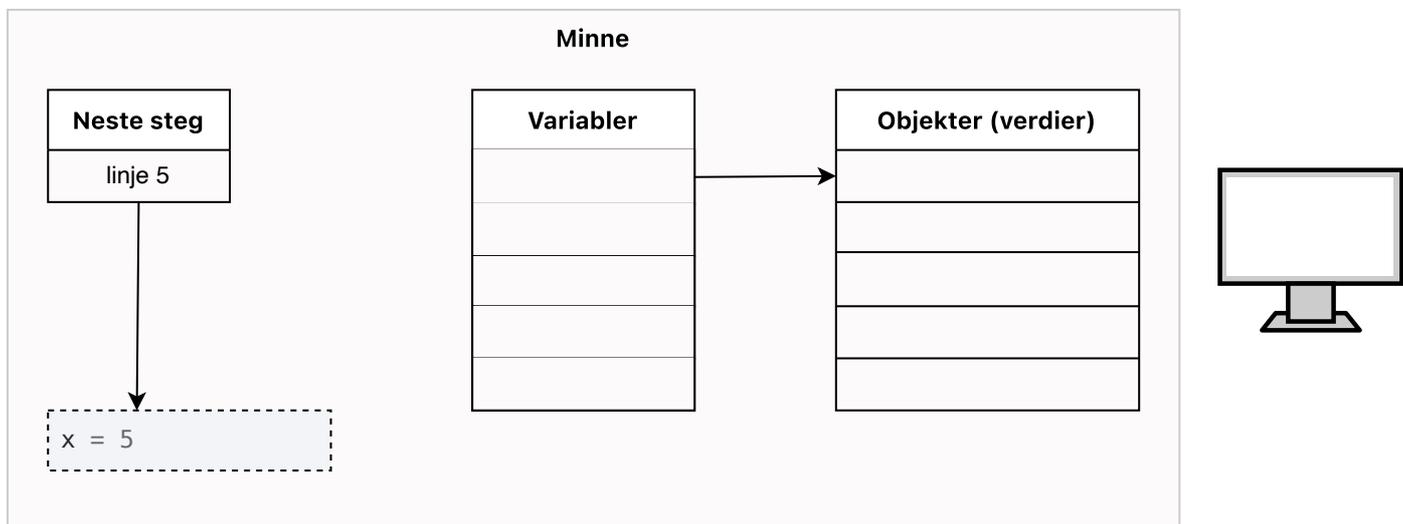 Minne
Neste steg
linje 5
x = 5
Variabler
Objekter (verdier)